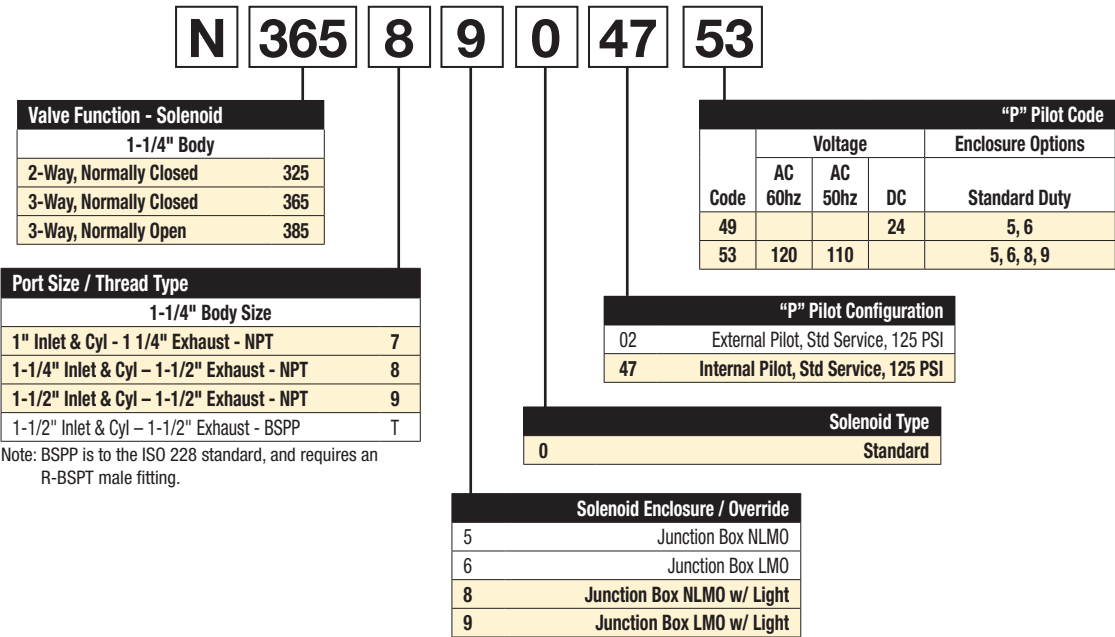 N 365 8 9 0 47 53
Valve Function - Solenoid
1-1/4" Body
2-Way, Normally Closed 325
3-Way, Normally Closed 365
3-Way, Normally Open 385
Port Size / Thread Type
1-1/4" Body Size
1" Inlet & Cyl - 1 1/4" Exhaust - NPT 7
1-1/4" Inlet & Cyl – 1-1/2" Exhaust - NPT 8
1-1/2" Inlet & Cyl – 1-1/2" Exhaust - NPT 9
1-1/2" Inlet & Cyl – 1-1/2" Exhaust - BSPP T
Note: BSPP is to the ISO 228 standard, and requires an
R-BSPT male fitting.
"P" Pilot Code
Voltage Enclosure Options
Code AC 60hz AC 50hz DC Standard Duty
49 24 5, 6
53 120 110 5, 6, 8, 9
"P" Pilot Configuration
02 External Pilot, Std Service, 125 PSI
47 Internal Pilot, Std Service, 125 PSI
Solenoid Type
0 Standard
Solenoid Enclosure / Override
5 Junction Box NLMO
6 Junction Box LMO
8 Junction Box NLMO w/ Light
9 Junction Box LMO w/ Light